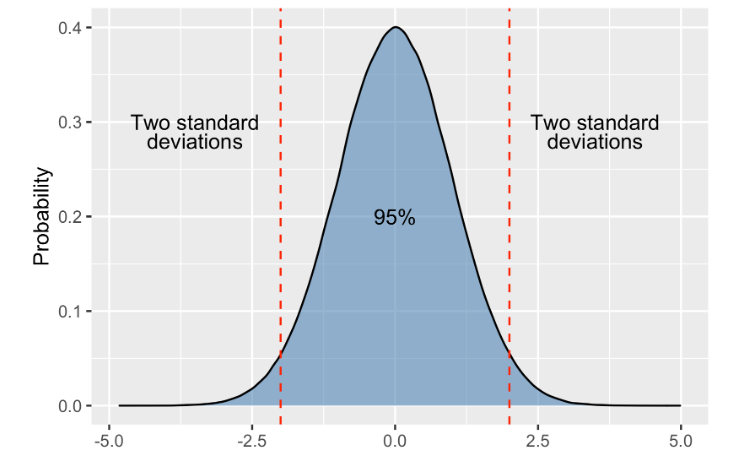 0.4
Two standard
deviations
Two standard
deviations
0.3
95%
0.2
Probability
0.1
0.0
-5.0 -2.5 0.0 2.5 5.0